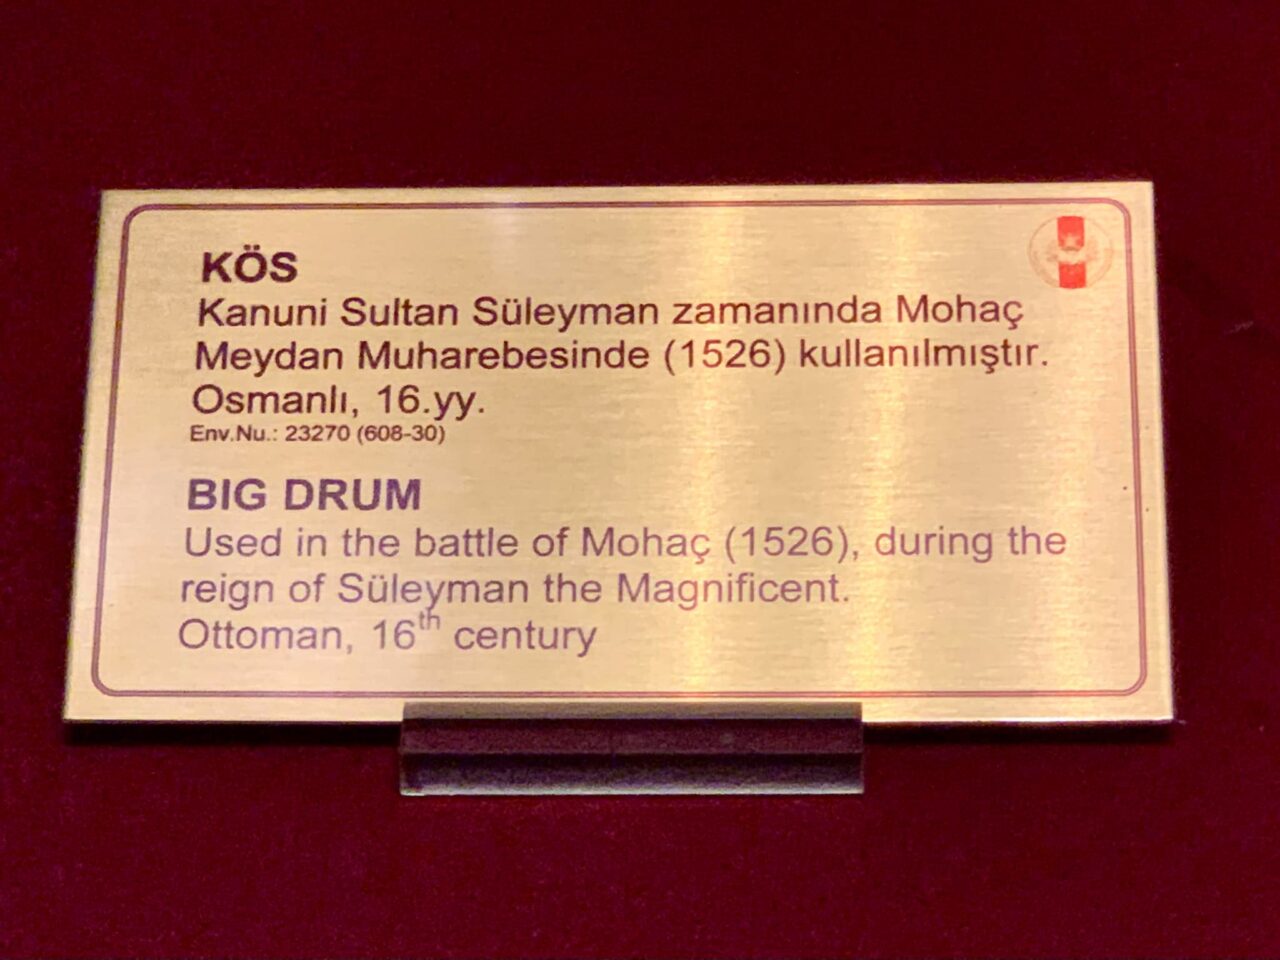 KÖS
Kanuni Sultan Süleyman zamanında Mohaç
Meydan Muharebesinde (1526) kullanılmıştır.
Osmanlı, 16.yy.
Env.Nu.: 23270 (608-30)
BIG DRUM
Used in the battle of Mohaç (1526), during the
reign of Süleyman the Magnificent.
Ottoman, 16th century